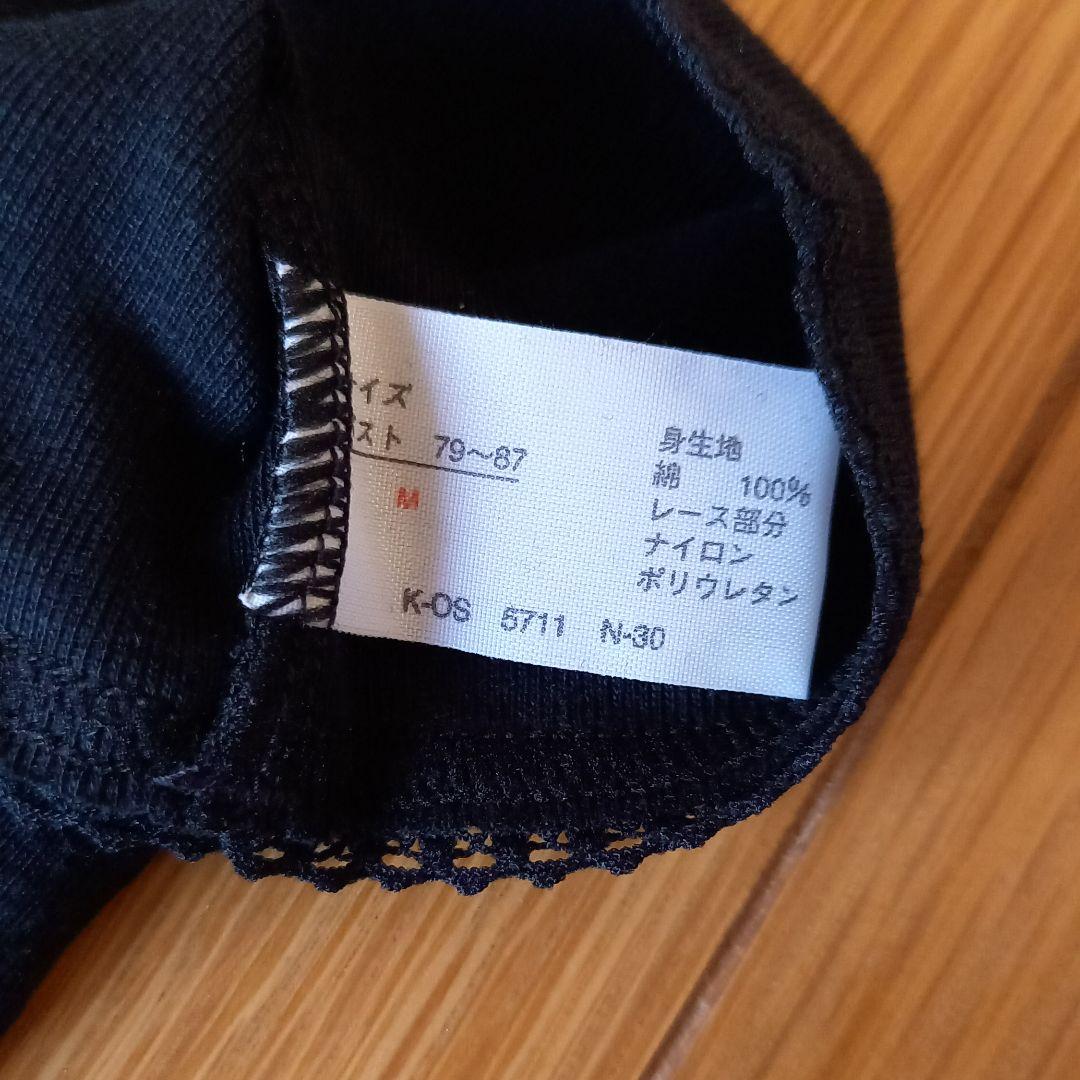 イズ
スト 79～87
M
K-OS 5711 N-30
身生地
綿 100%
レース部分
ナイロン
ポリウレタン